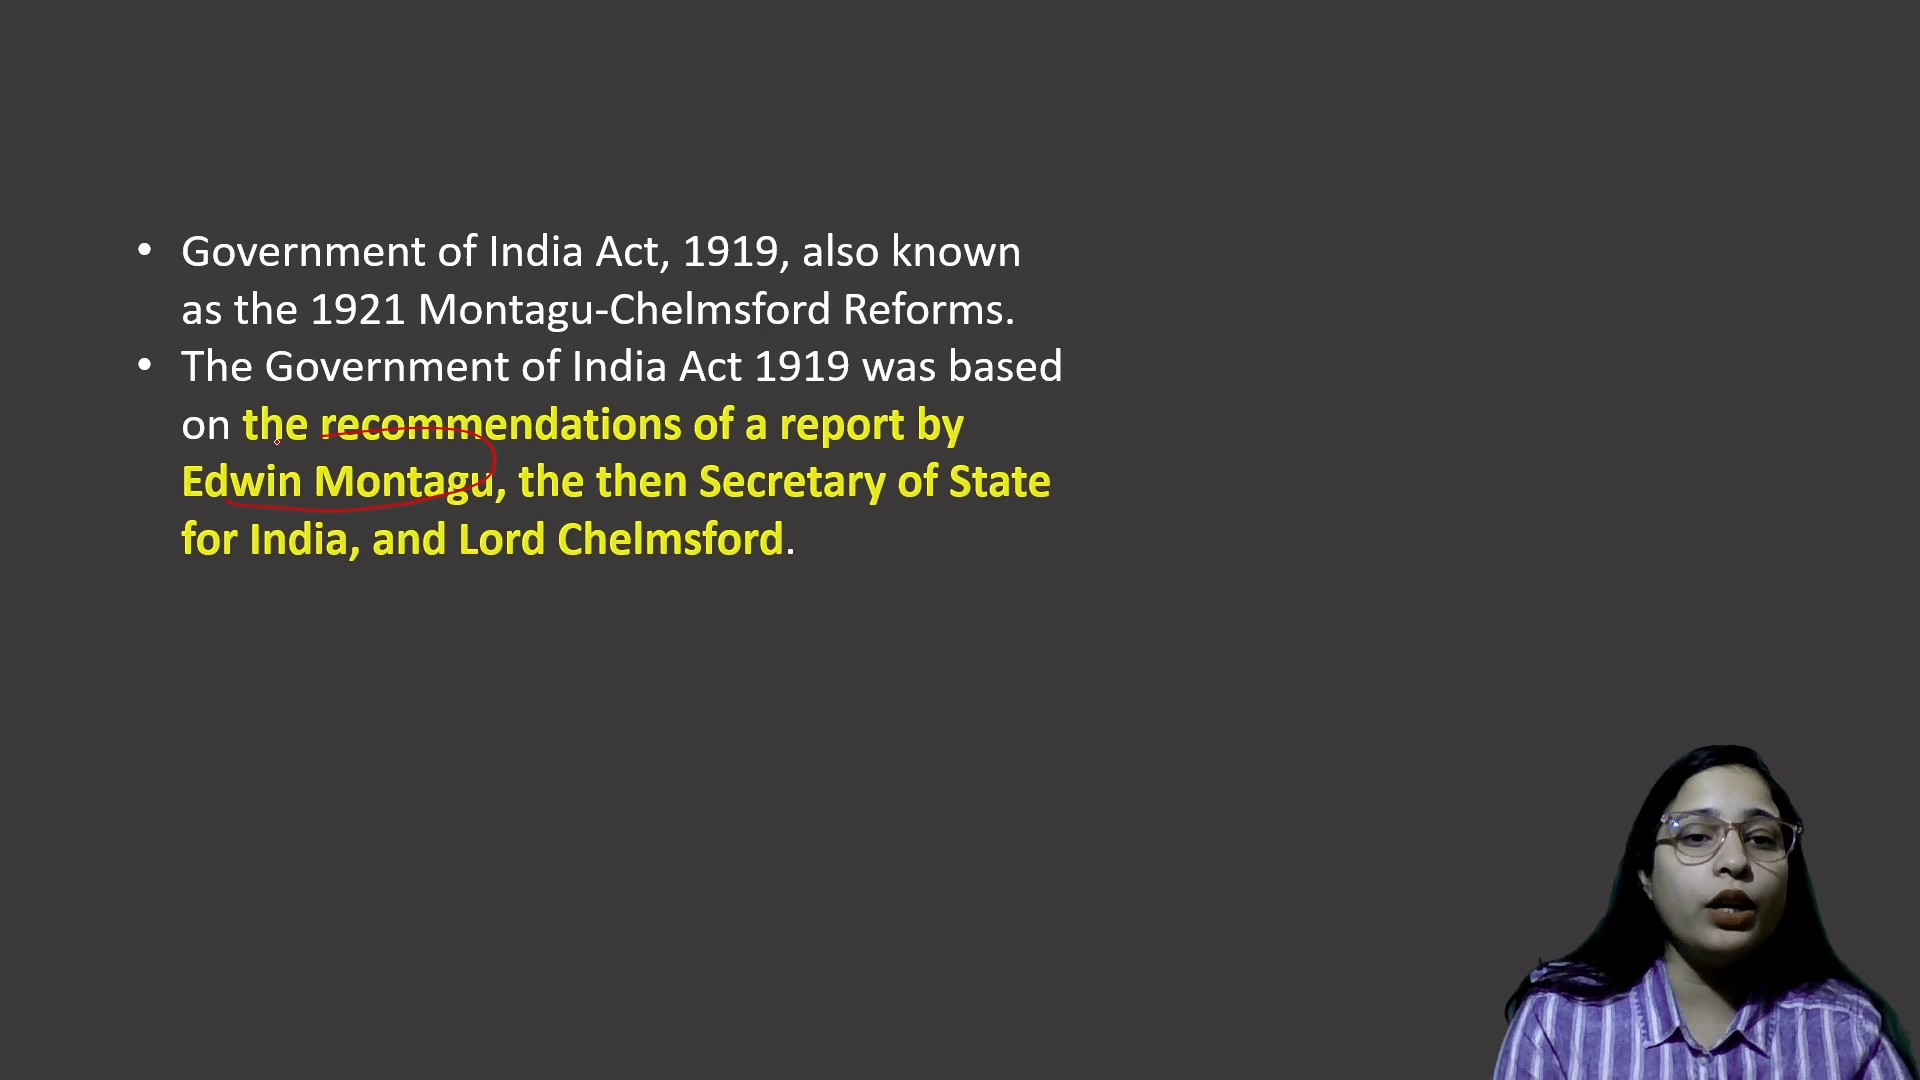 • Government of India Act, 1919, also known
as the 1921 Montagu-Chelmsford Reforms.
• The Government of India Act 1919 was based
on the recommendations of a report by
Edwin Montagu, the then Secretary of State
for India, and Lord Chelmsford.